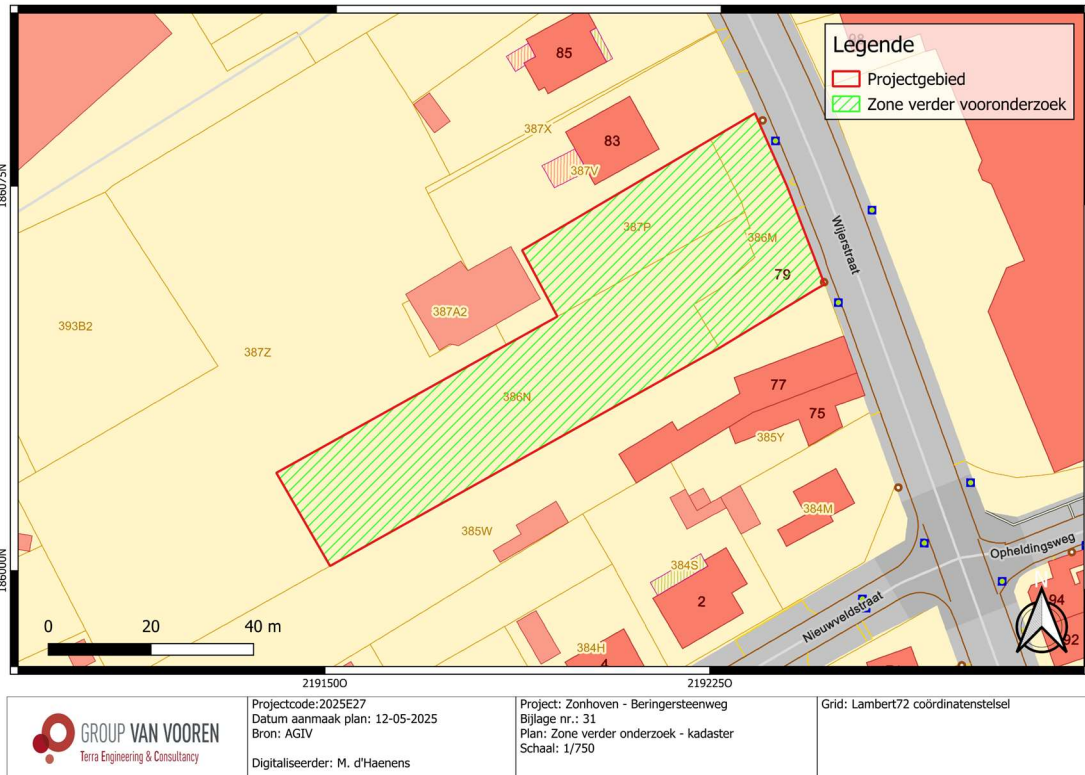 Legende
Projectgebied
Zone verder vooronderzoek
85
387X
83
387V
387P
386M
79
Wijerstraat
387A2
393B2
387Z
386N
77
75
385Y
385W
384M
384S
2
384H
4
Opheldingsweg
Nieuwveldstraat
94
92
186075N
186000N
0 20 40 m
219150O
219225O
GROUP VAN VOOREN
Terra Engineering & Consultancy
Projectcode:2025E27
Datum aanmaak plan: 12-05-2025
Bron: AGIV
Digitaliseerder: M. d'Haenens
Project: Zonhoven - Beringersteenweg
Bijlage nr.: 31
Plan: Zone verder onderzoek - kadaster
Schaal: 1/750
Grid: Lambert72 coördinatenstelsel